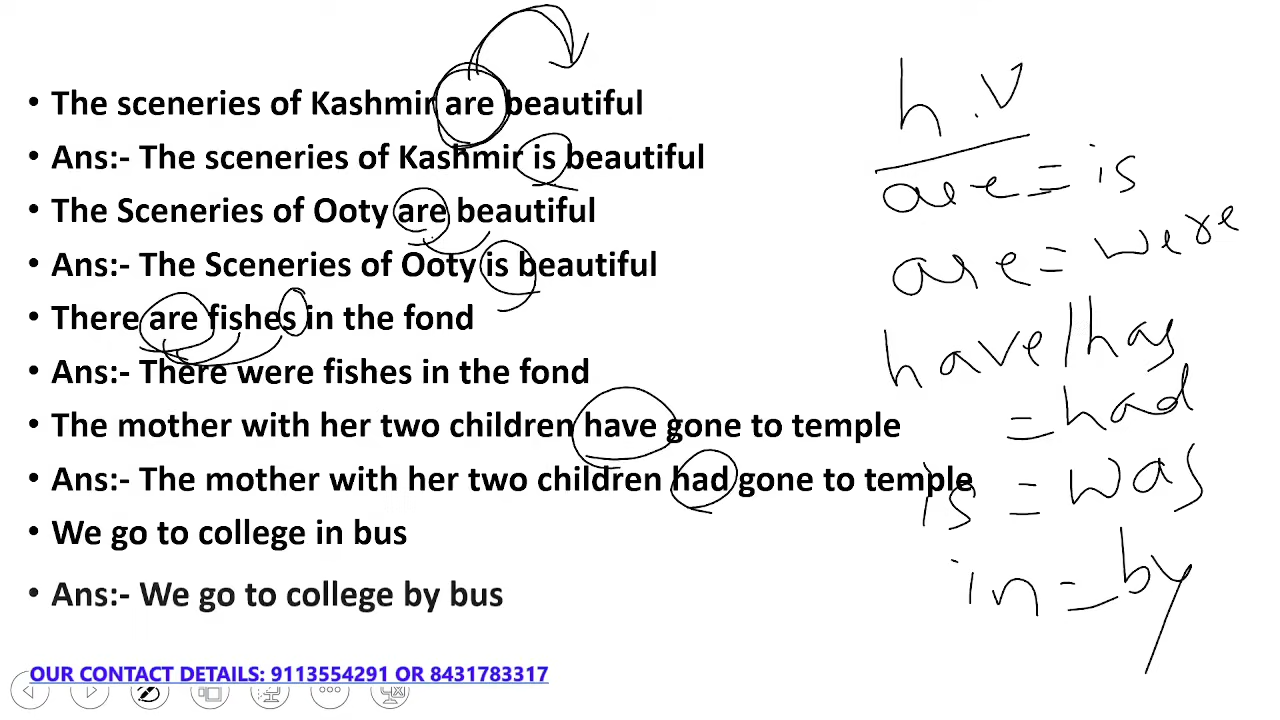 • The sceneries of Kashmir are beautiful
• Ans:- The sceneries of Kashmir is beautiful
• The Sceneries of Ooty are beautiful
• Ans:- The Sceneries of Ooty is beautiful
• There are fishes in the fond
• Ans:- There were fishes in the fond
• The mother with her two children have gone to temple
• Ans:- The mother with her two children had gone to temple
• We go to college in bus
• Ans:- We go to college by bus
OUR CONTACT DETAILS: 9113554291 OR 8431783317
h.v
are = is
are = were
have/has
= had
is = was
in = by